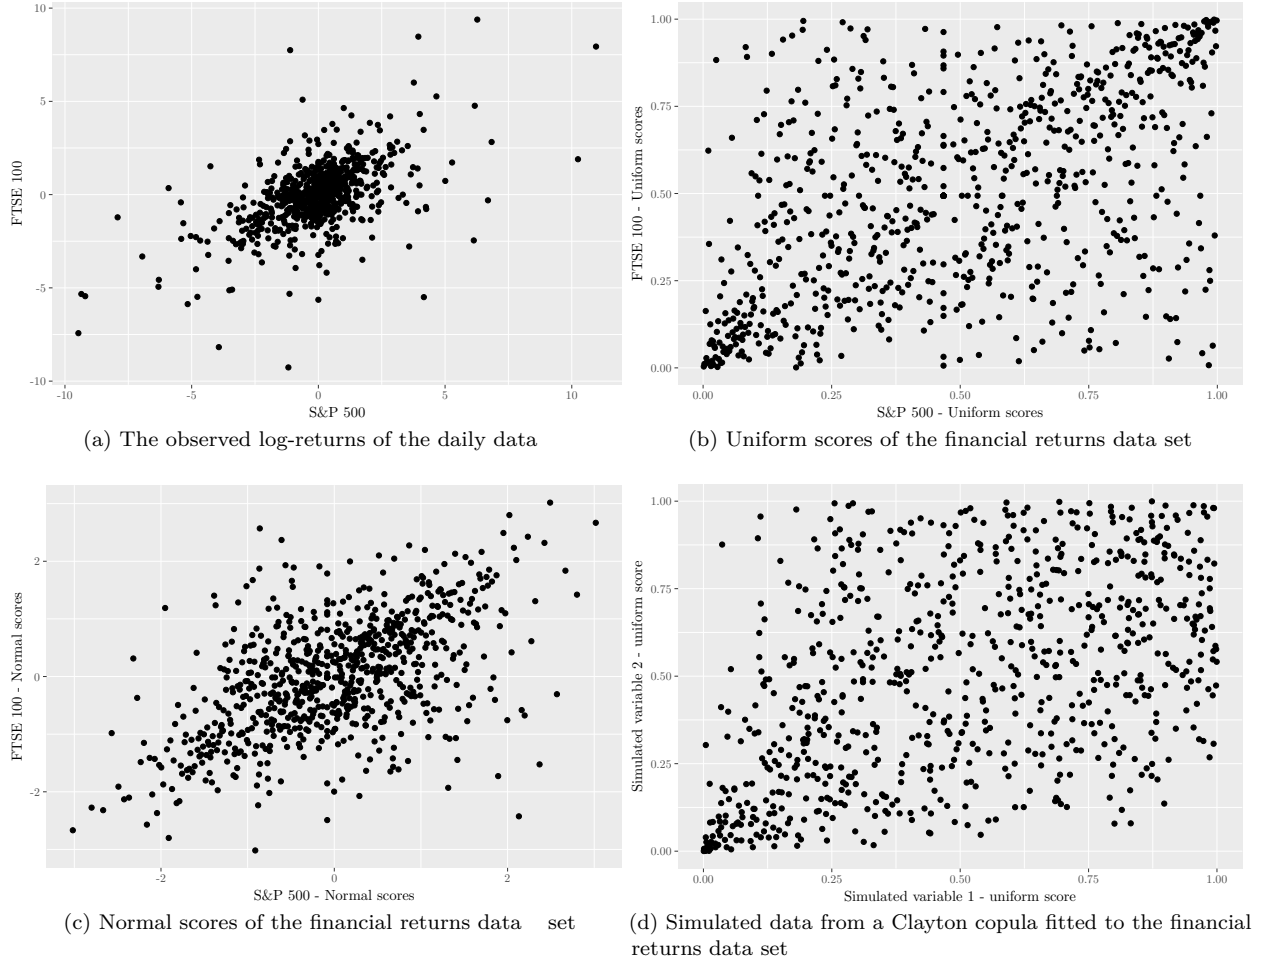 10
5
0
-5
-10
FTSE 100
-10
-5
0
5
10
S&P 500
(a) The observed log-returns of the daily data
1.00
0.75
0.50
0.25
0.00
FTSE 100 - Uniform scores
0.00
0.25
0.50
0.75
1.00
S&P 500 - Uniform scores
(b) Uniform scores of the financial returns data set
2
0
-2
FTSE 100 - Normal scores
-2
0
2
S&P 500 - Normal scores
(c) Normal scores of the financial returns data set
1.00
0.75
0.50
0.25
0.00
Simulated variable 2 - uniform score
0.00
0.25
0.50
0.75
1.00
Simulated variable 1 - uniform score
(d) Simulated data from a Clayton copula fitted to the financial
returns data set